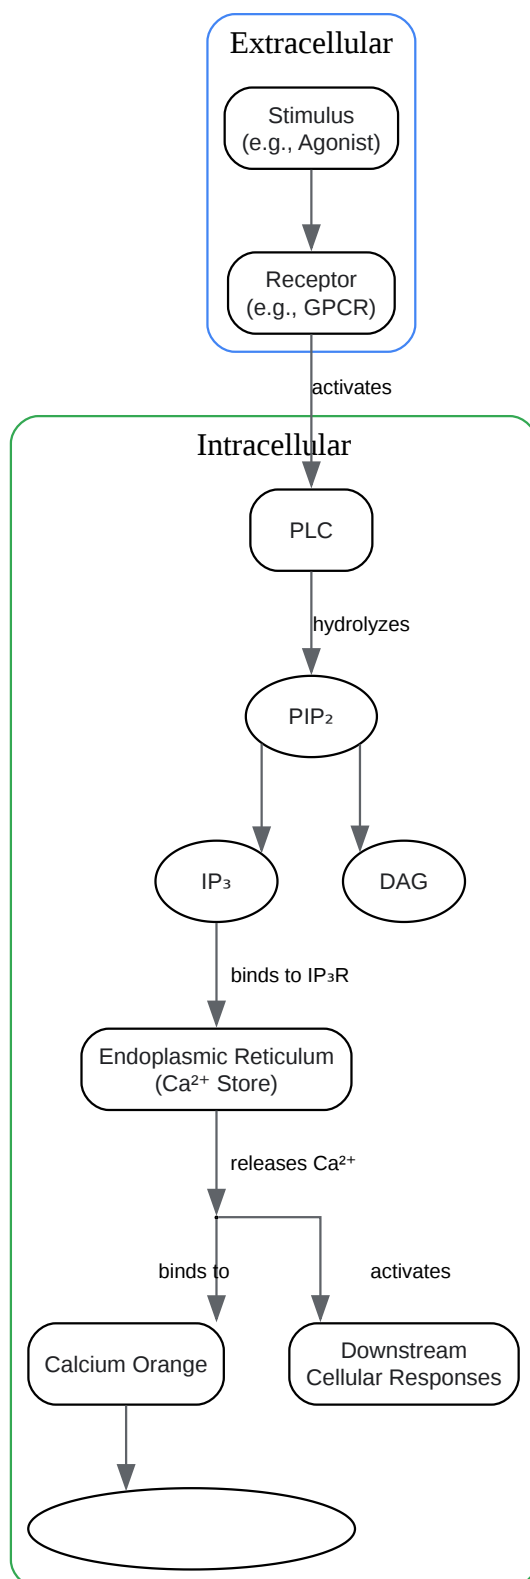 Extracellular
Stimulus
(e.g., Agonist)
Receptor
(e.g., GPCR)
activates
Intracellular
PLC
hydrolyzes
PIP₂
IP₃
DAG
binds to IP₃R
Endoplasmic Reticulum
(Ca²⁺ Store)
releases Ca²⁺
binds to
activates
Calcium Orange
Downstream
Cellular Responses